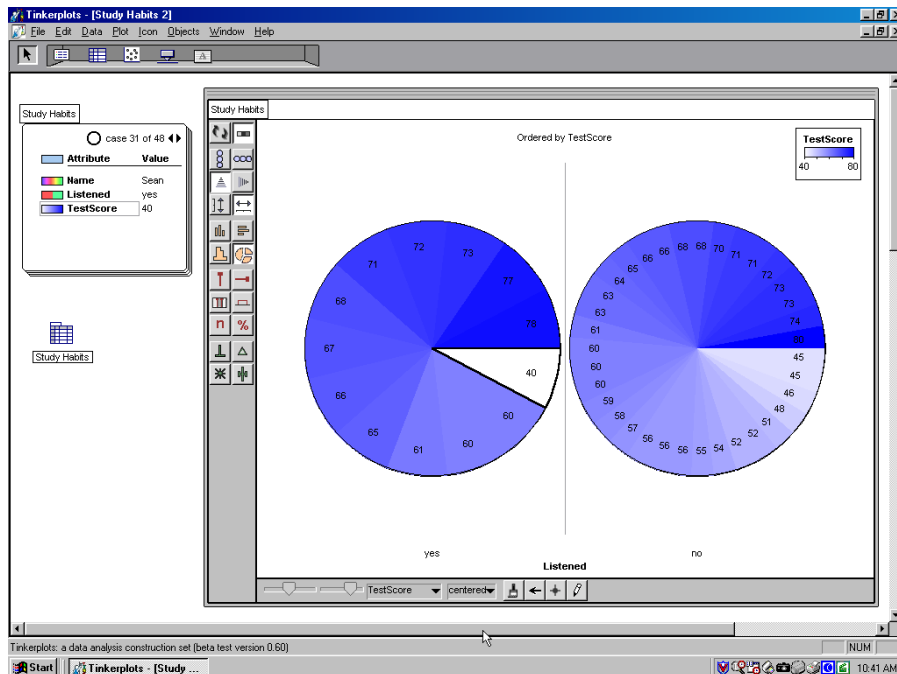 Tinkerplots - [Study Habits 2]
File Edit Data Plot Icon Objects Window Help
A
Study Habits
case 31 of 48
Attribute Value
Name Sean
Listened yes
TestScore 40
Study Habits
Study Habits
n %
Ordered by TestScore
TestScore
40 80
78
77
73
72
71
68
67
66
65
61
60
60
40
83
74
73
73
72
71
71
70
68
68
66
66
66
65
64
63
63
61
60
60
60
59
58
57
56
56
56
55
54
52
52
51
48
46
45
45
yes no
Listened
TestScore centered
Tinkerplots: a data analysis construction set (beta test version 0.60)
NUM
Start Tinkerplots - [Study ...
10:41 AM